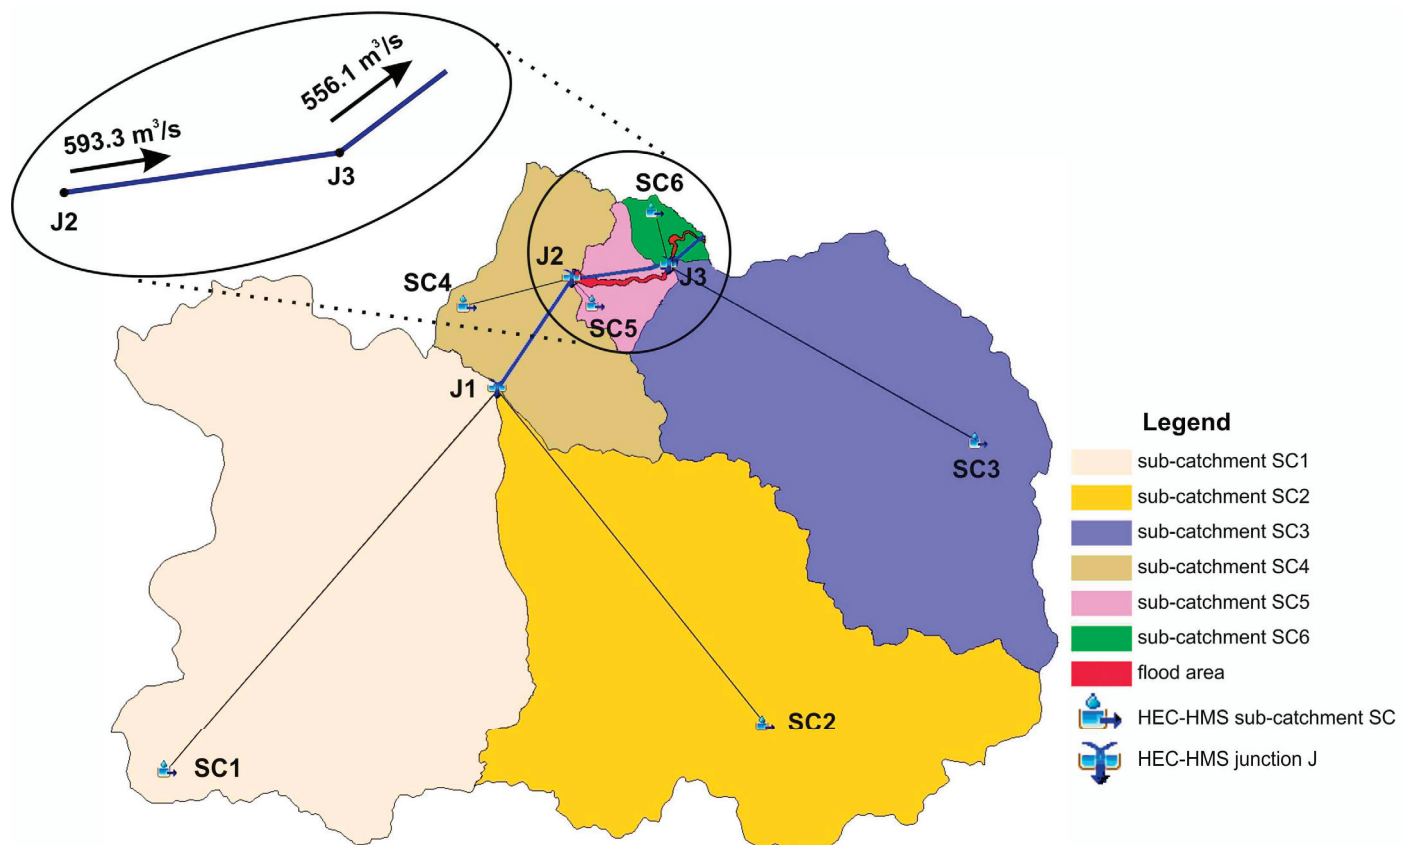 556.1 m³/s
593.3 m³/s
J3
J2
SC6
J2
J3
SC4
SC5
J1
SC3
SC2
SC1
Legend
sub-catchment SC1
sub-catchment SC2
sub-catchment SC3
sub-catchment SC4
sub-catchment SC5
sub-catchment SC6
flood area
HEC-HMS sub-catchment SC
HEC-HMS junction J